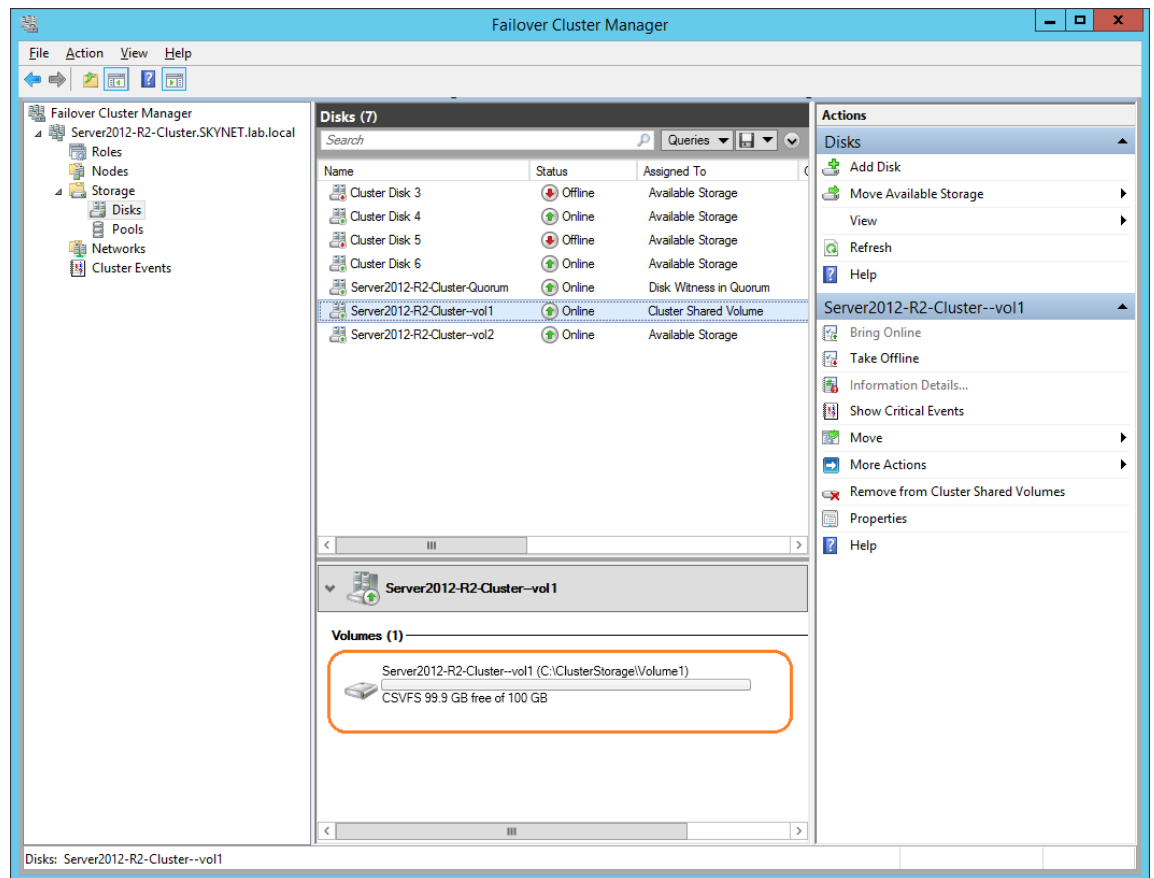 Failover Cluster Manager
File Action View Help
Failover Cluster Manager
Server2012-R2-Cluster.SKYNET.lab.local
Roles
Nodes
Storage
Disks
Pools
Networks
Cluster Events
Disks (7)
Search Queries
Name Status Assigned To
Cluster Disk 3 Offline Available Storage
Cluster Disk 4 Online Available Storage
Cluster Disk 5 Offline Available Storage
Cluster Disk 6 Online Available Storage
Server2012-R2-Cluster-Quorum Online Disk Witness in Quorum
Server2012-R2-Cluster--vol1 Online Cluster Shared Volume
Server2012-R2-Cluster--vol2 Online Available Storage
Server2012-R2-Cluster--vol1
Volumes (1)
Server2012-R2-Cluster--vol1 (C:\ClusterStorage\Volume1)
CSVFS 99.9 GB free of 100 GB
Actions
Disks
Add Disk
Move Available Storage
View
Refresh
Help
Server2012-R2-Cluster--vol1
Bring Online
Take Offline
Information Details...
Show Critical Events
Move
More Actions
Remove from Cluster Shared Volumes
Properties
Help
Disks: Server2012-R2-Cluster--vol1